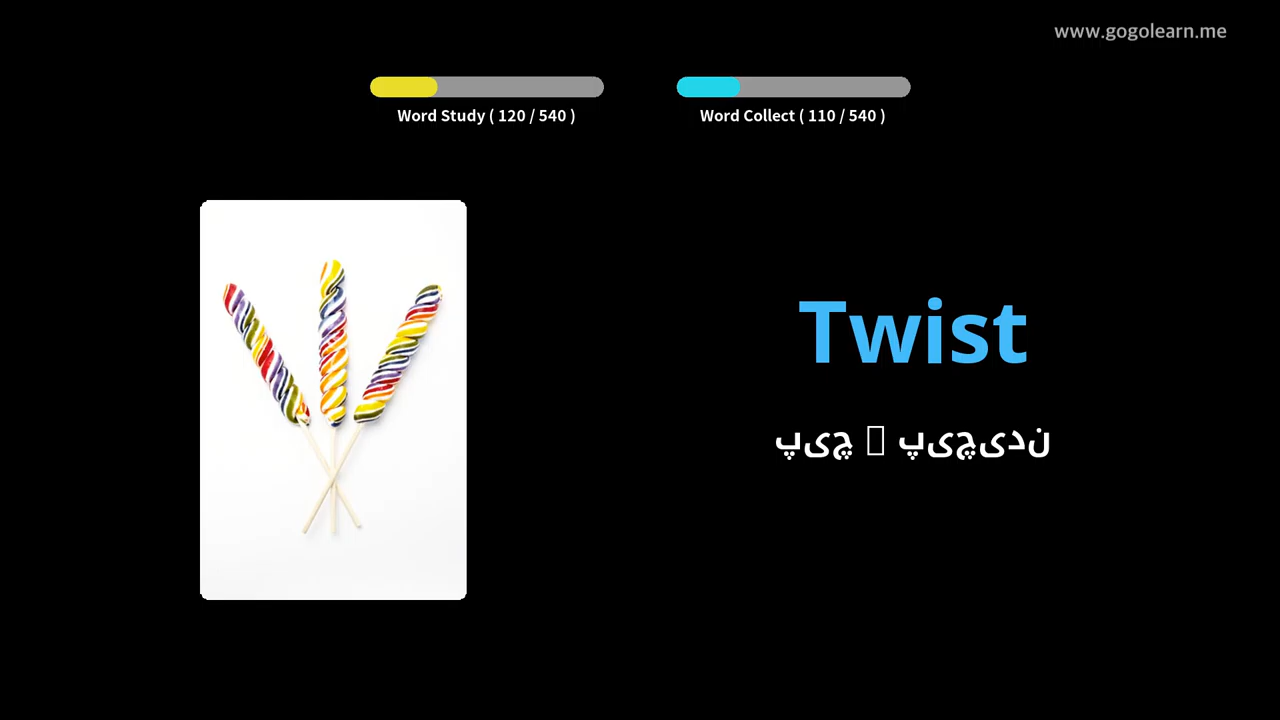 www.gogolearn.me
Word Study ( 120 / 540 )
Word Collect ( 110 / 540 )
Twist
پیچ □ پیچیدن